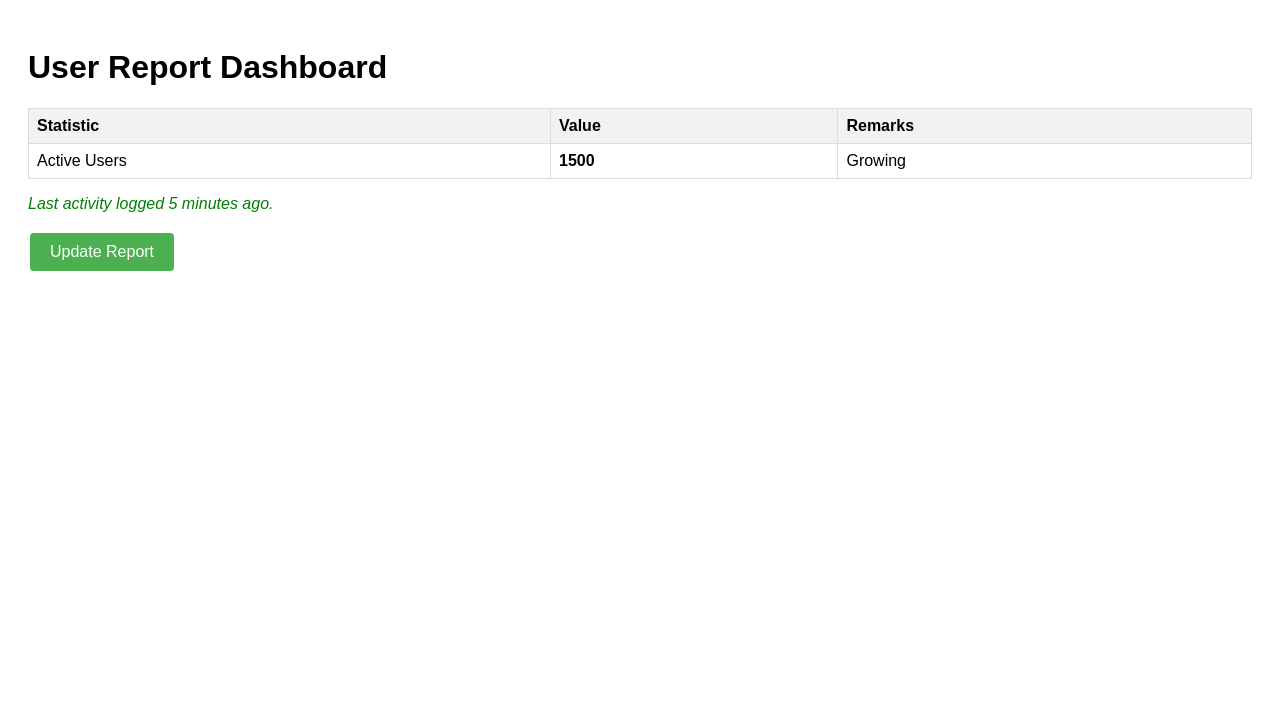 User Report Dashboard
Statistic Value Remarks
Active Users 1500 Growing
Last activity logged 5 minutes ago.
Update Report